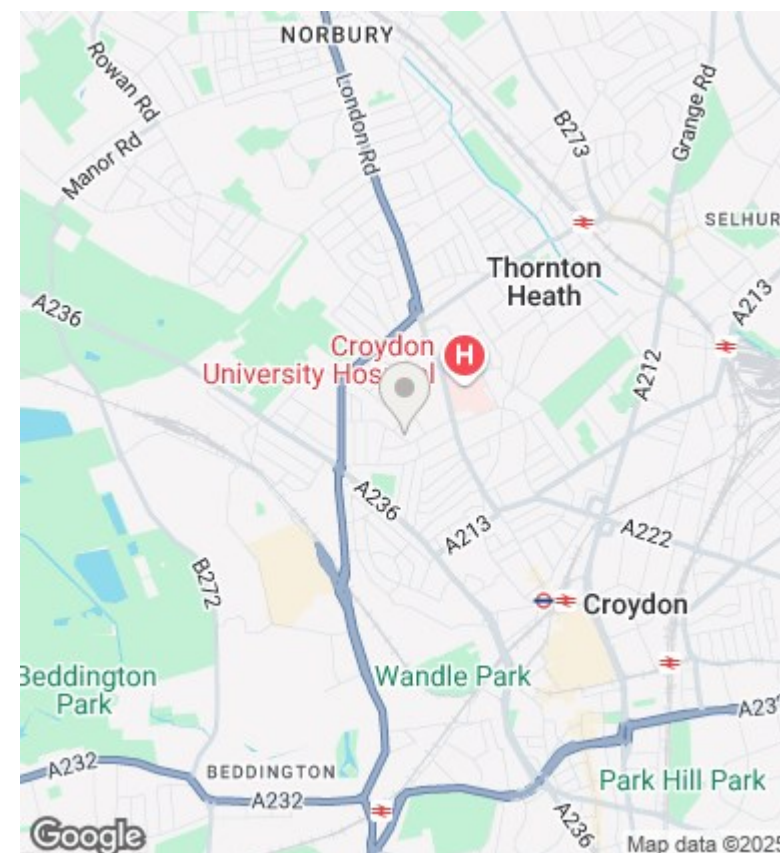 NORBURY
Rowan Rd
London Rd
Grange Rd
B273
Manor Rd
SELHUR
Thornton
Heath
A236
A213
Croydon
University Hos
l
H
A212
A236
A213
A222
B272
Croydon
Beddington
Park
Wandle Park
A23
A232
BEDDINGTON
A232
Park Hill Park
A236
Google
Map data ©2025